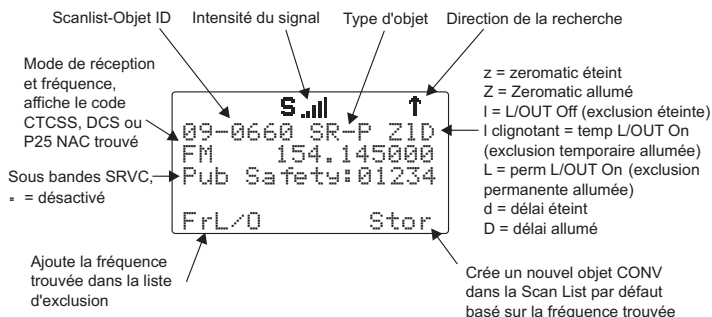 Scanlist-Objet ID
Intensité du signal
Type d'objet
Direction de la recherche
Mode de réception
et fréquence,
affiche le code
CTCSS, DCS ou
P25 NAC trouvé
Sous bandes SRVC,
▫ = désactivé
S
↑
09-0660 SR-P ZlD
FM 154.145000
Pub Safety:01234
FrL/O Stor
z = zeromatic éteint
Z = Zeromatic allumé
l = L/OUT Off (exclusion éteinte)
l clignotant = temp L/OUT On
(exclusion temporaire allumée)
L = perm L/OUT On (exclusion
permanente allumée)
d = délai éteint
D = délai allumé
Ajoute la fréquence
trouvée dans la liste
d'exclusion
Crée un nouvel objet CONV
dans la Scan List par défaut
basé sur la fréquence trouvée